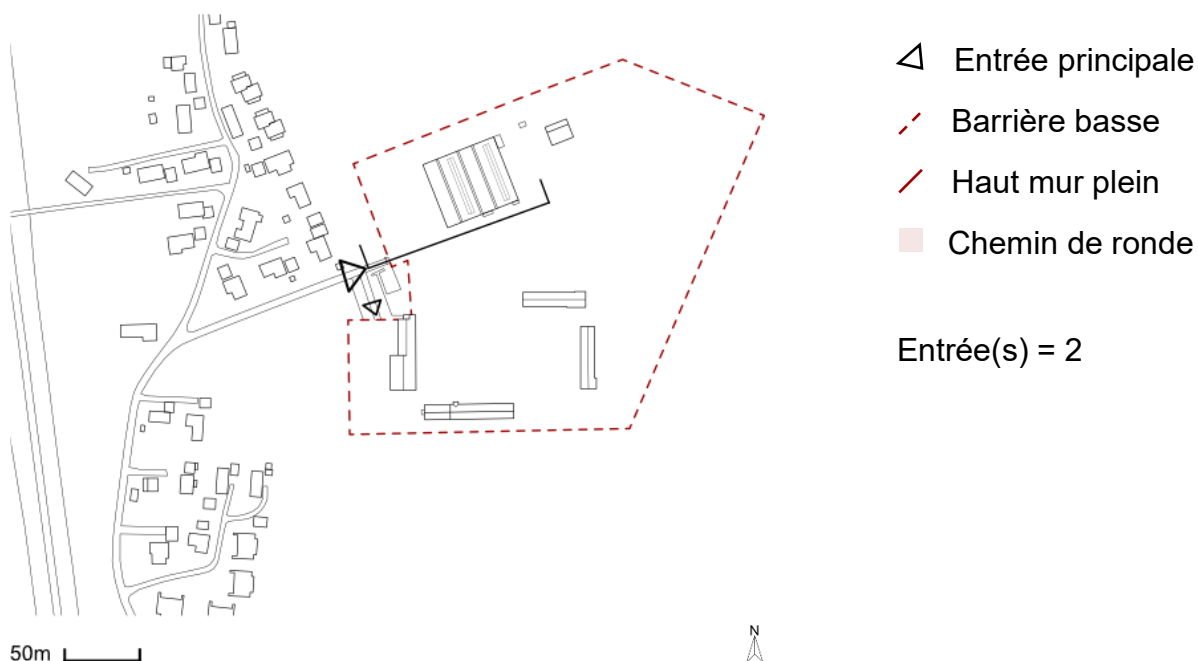 Entrée principale
Barrière basse
Haut mur plein
Chemin de ronde
Entrée(s) = 2
50m
N